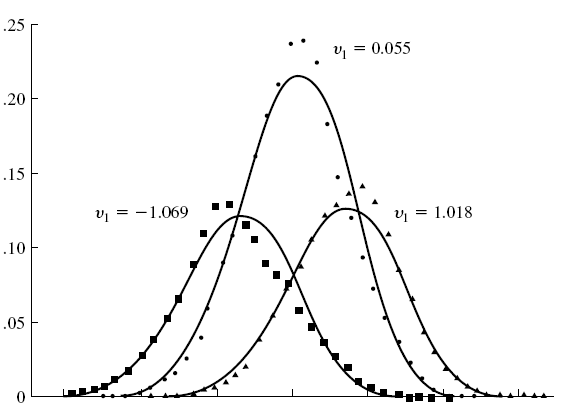 .25
υ₁ = 0.055
.20
.15
υ₁ = −1.069
υ₁ = 1.018
.10
.05
0